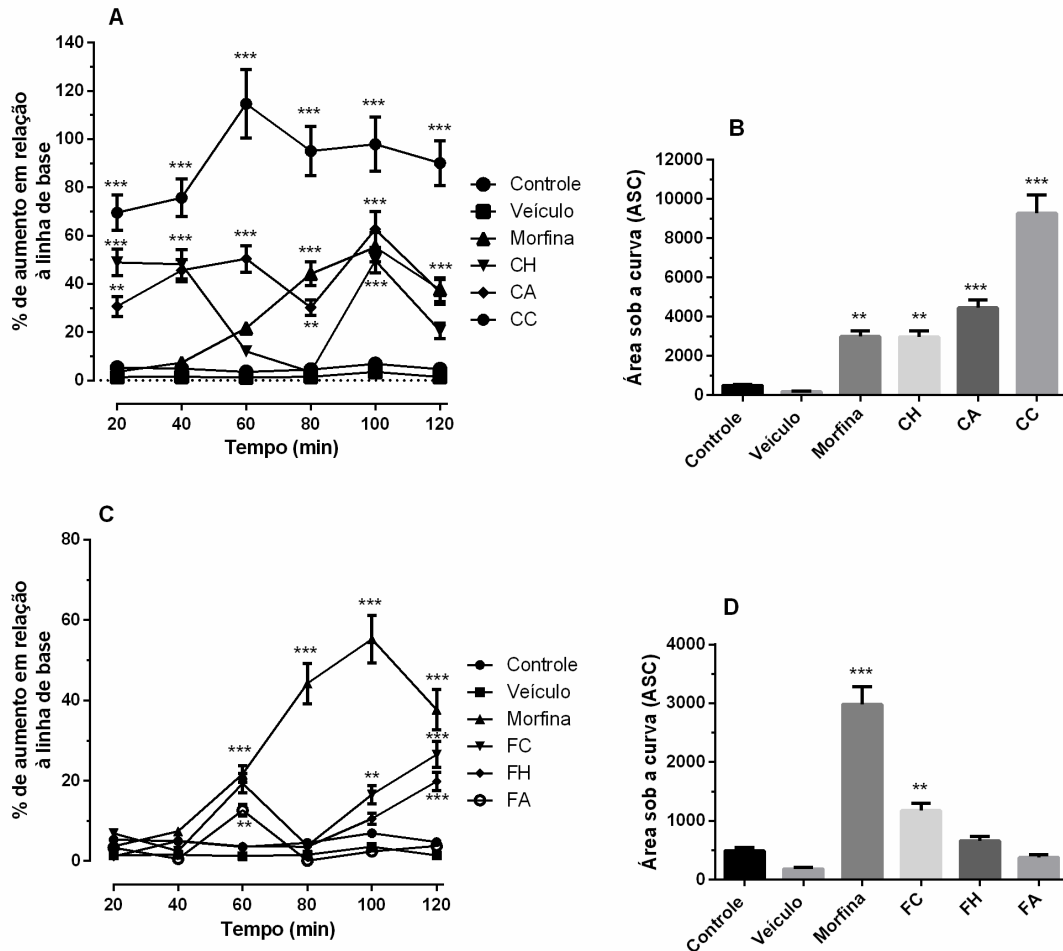 A
% de aumento em relação
à linha de base
140
120
100
80
60
40
20
0
***
***
***
***
***
***
***
***
***
***
***
***
**
**
***
20
40
60
80
100
120
Tempo (min)
Controle
Veículo
Morfina
CH
CA
CC
B
Área sob a curva (ASC)
12000
10000
8000
6000
4000
2000
0
**
**
***
***
Controle
Veículo
Morfina
CH
CA
CC
C
% de aumento em relação
à linha de base
80
60
40
20
0
***
***
***
***
***
**
**
***
20
40
60
80
100
120
Tempo (min)
Controle
Veículo
Morfina
FC
FH
FA
D
Área sob a curva (ASC)
4000
3000
2000
1000
500
0
***
**
Controle
Veículo
Morfina
FC
FH
FA